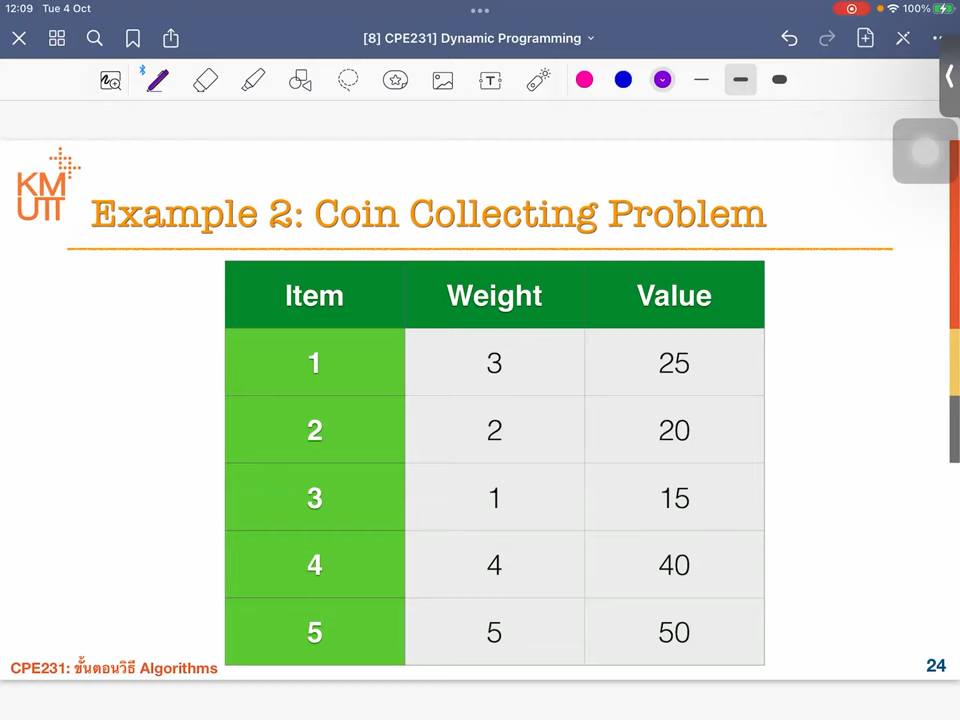 12:09 Tue 4 Oct 100%
[8] CPE231] Dynamic Programming
T
KM
UTT
Example 2: Coin Collecting Problem
Item Weight Value
1 3 25
2 2 20
3 1 15
4 4 40
5 5 50
CPE231: ขั้นตอนวิธี Algorithms 24